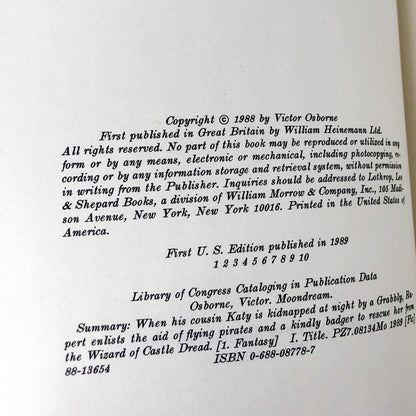 Copyright © 1988 by Victor Osborne
First published in Great Britain by William Heinemann Ltd.
All rights reserved. No part of this book may be reproduced or utilized in any
form or by any means, electronic or mechanical, including photocopying, re-
cording or by any information storage and retrieval system, without permission
in writing from the Publisher. Inquiries should be addressed to Lothrop, Lee
& Shepard Books, a division of William Morrow & Company, Inc., 105 Madi-
son Avenue, New York, New York 10016. Printed in the United States of
America.
First U. S. Edition published in 1989
1 2 3 4 5 6 7 8 9 10
Library of Congress Cataloging in Publication Data
Osborne, Victor. Moondream.
Summary: When his cousin Katy is kidnapped at night by a Grabbly, Ru-
pert enlists the aid of flying pirates and a kindly badger to rescue her from
the Wizard of Castle Dread. [1. Fantasy] I. Title. PZ7.08134Mo 1989 [Fic]
88-13654 ISBN 0-688-08778-7